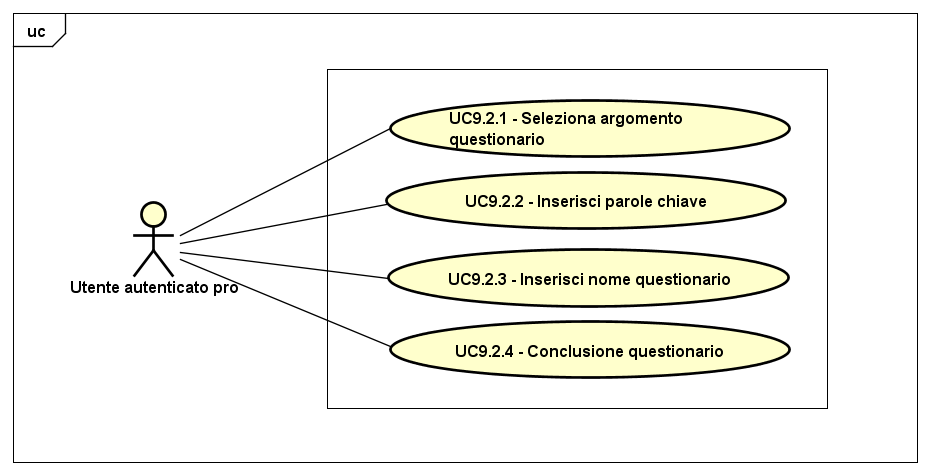 uc
UC9.2.1 - Seleziona argomento
questionario
UC9.2.2 - Inserisci parole chiave
UC9.2.3 - Inserisci nome questionario
UC9.2.4 - Conclusione questionario
Utente autenticato pro